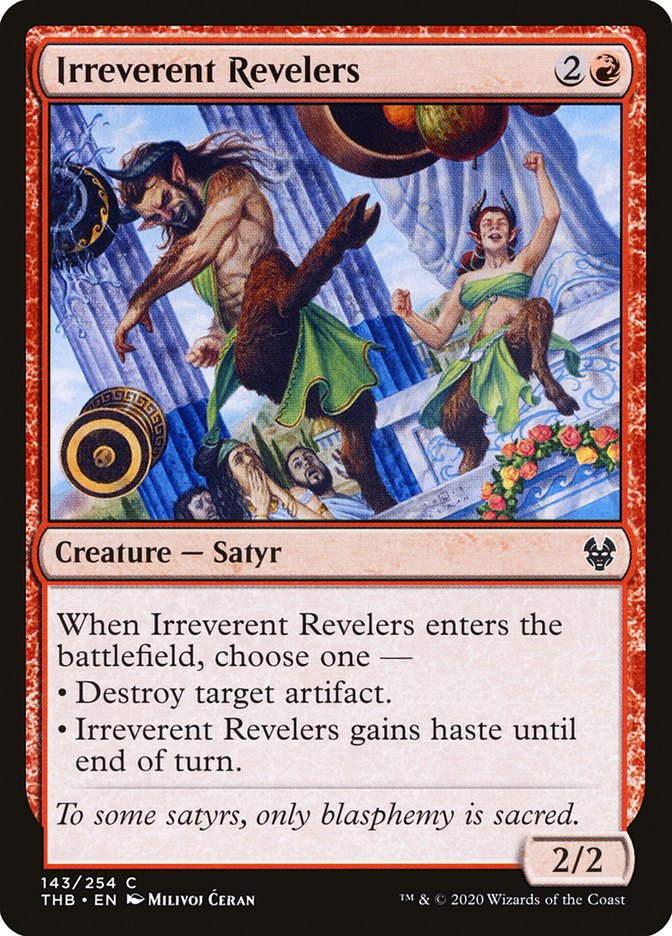 Irreverent Revelers 2
Creature — Satyr
When Irreverent Revelers enters the
battlefield, choose one —
• Destroy target artifact.
• Irreverent Revelers gains haste until
end of turn.
To some satyrs, only blasphemy is sacred.
2/2
143/254 C
THB • EN Milivoj Ćeran
™ & © 2020 Wizards of the Coast